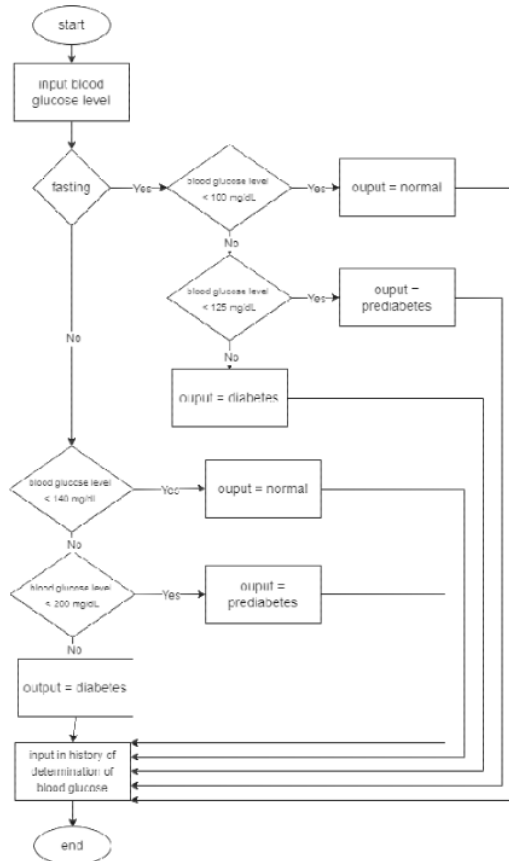 start
input blood
glucose level
fasting
Yes
blood glucose level
< 100 mg/dL
Yes
ouput = normal
No
blood glucose level
< 125 mg/dL
Yes
ouput =
prediabetes
No
No
ouput = diabetes
blood glucose level
< 140 mg/dl
Yes
ouput = normal
No
blood glucose level
< 200 mg/dL
Yes
ouput =
prediabetes
No
output = diabetes
input in history of
determination of
blood glucose
end